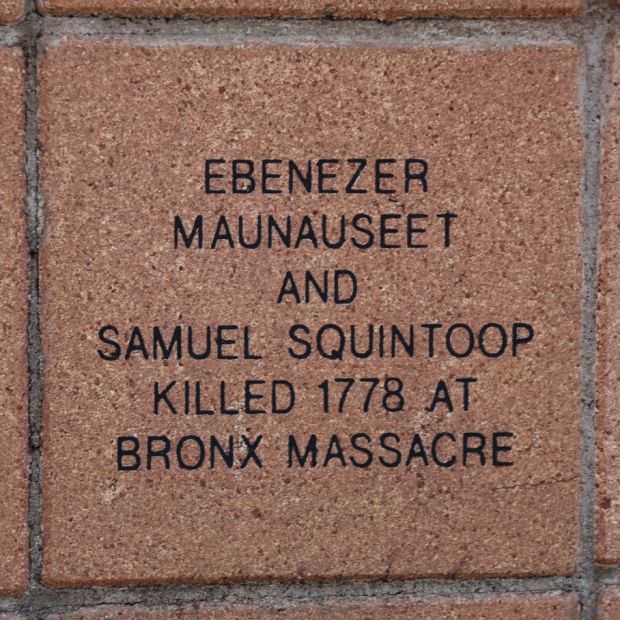 EBENEZER
MAUNAUSEET
AND
SAMUEL SQUINTOOP
KILLED 1778 AT
BRONX MASSACRE